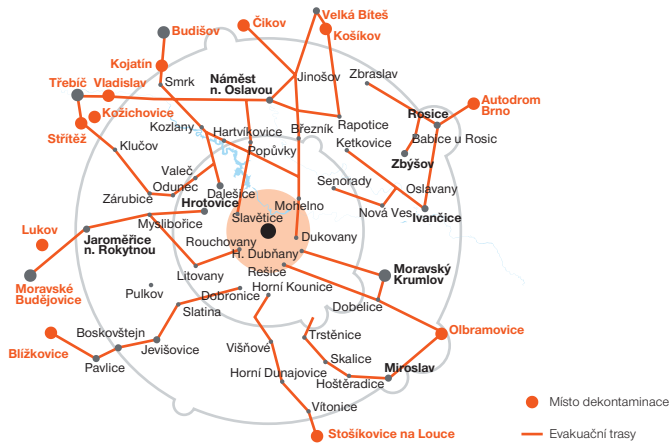 Velká Bíteš
Čikov
Budišov
Košíkov
Kojatín
Jinošov
Zbraslav
Smrk
Náměst
n. Oslavou
Třebíč
Vladislav
Autodrom
Brno
Kožichovice
Rosice
Kozlany
Hartvíkovice
Březník
Rapotice
Střítěž
Babice u Rosic
Klučov
Popůvky
Ketkovice
Zbýšov
Valeč
Senorady
Oslavany
Odunec
Dalešice
Zárubice
Hrotovice
Mohelno
Nová Ves
Ivančice
Slavětice
Myslibořice
Lukov
Jaroměřice
n. Rokytnou
Rouchovany
Dukovany
H. Dubňany
Moravské
Budějovice
Litovany
Rešice
Moravský
Krumlov
Pulkov
Dobronice
Horní Kounice
Slatina
Dobelice
Boskovštejn
Trstěnice
Olbramovice
Blížkovice
Jevišovice
Višňové
Skalice
Pavlice
Horní Dunajovice
Hoštěradice
Miroslav
Vítonice
Stošíkovice na Louce
Místo dekontaminace
Evakuační trasy